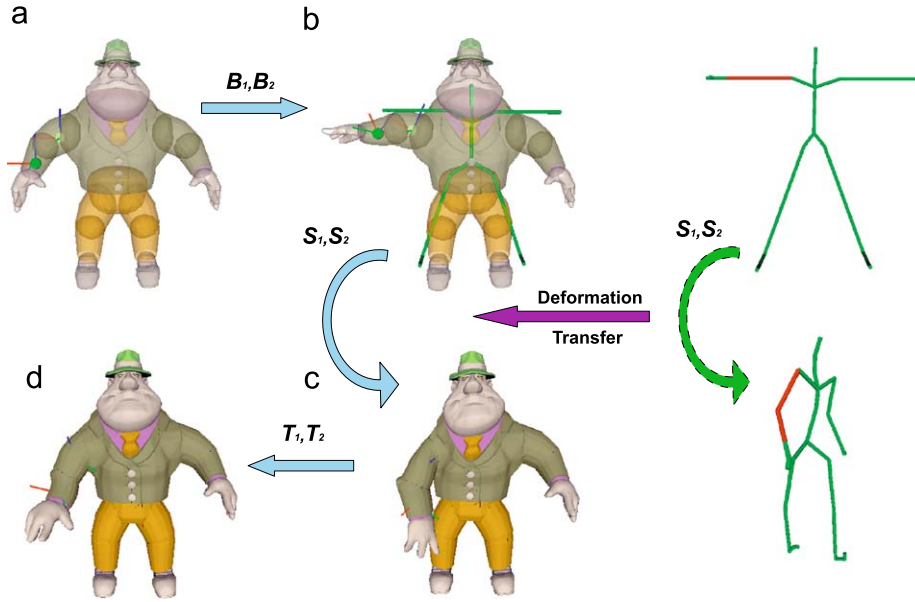 a
b
B₁,B₂
S₁,S₂
S₁,S₂
Deformation
Transfer
d
c
T₁,T₂